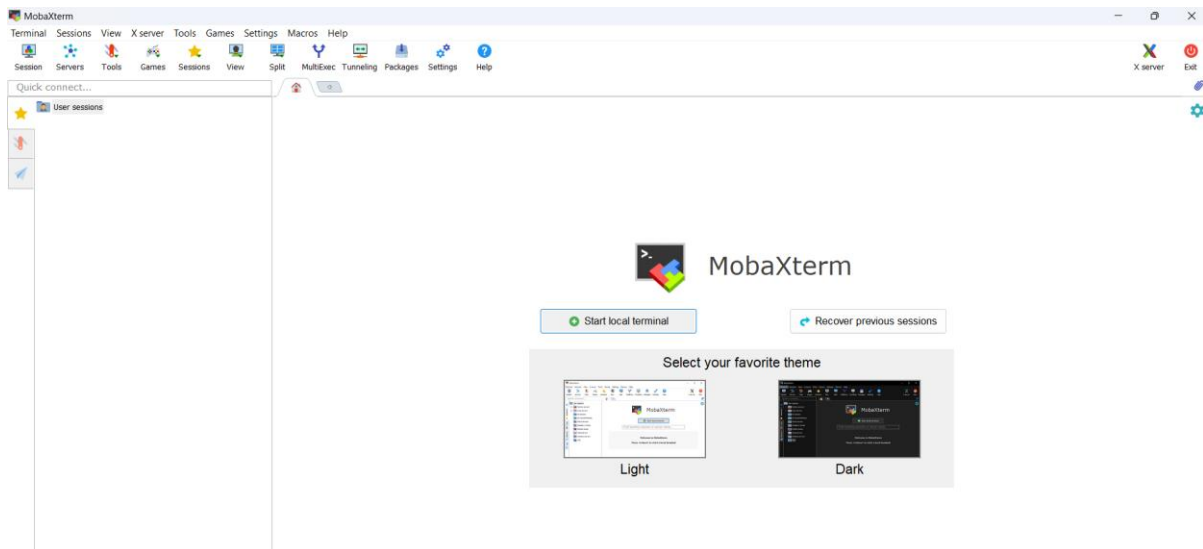 MobaXterm
Terminal Sessions View X server Tools Games Settings Macros Help
Session Servers Tools Games Sessions View Split MultiExec Tunneling Packages Settings Help X server Exit
Quick connect...
User sessions
>_
MobaXterm
Start local terminal Recover previous sessions
Select your favorite theme
MobaXterm MobaXterm
Light Dark